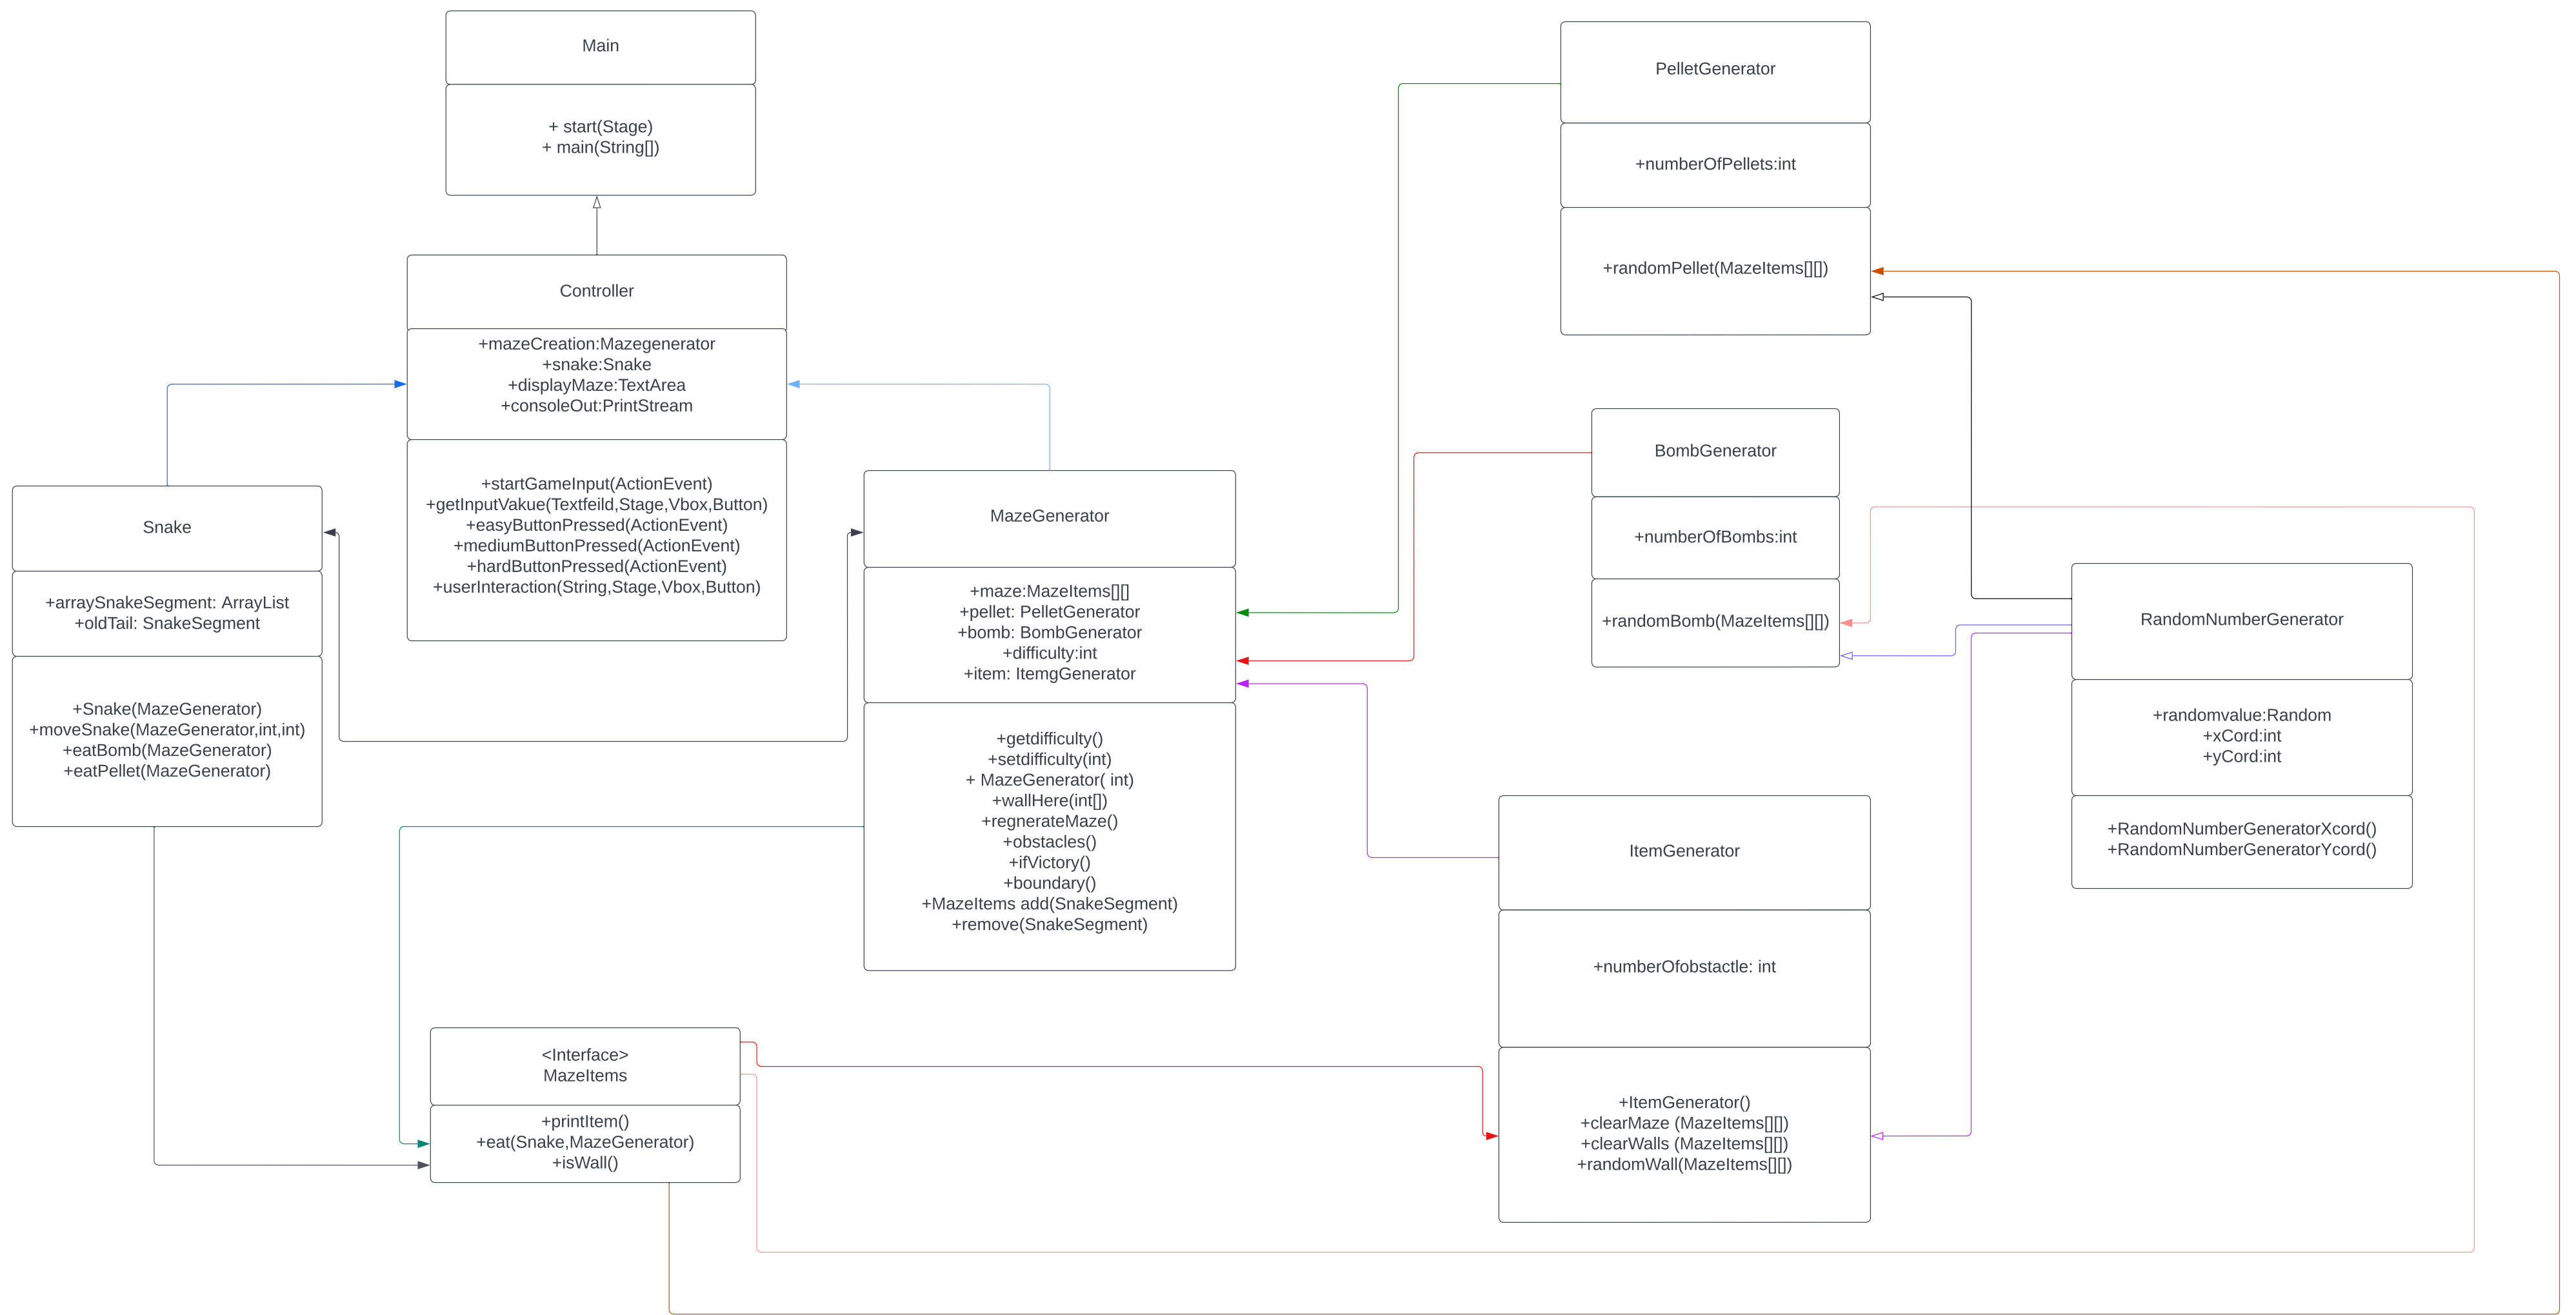 Main
+ start(Stage)
+ main(String[])
Controller
+mazeCreation:Mazegenerator
+snake:Snake
+displayMaze:TextArea
+consoleOut:PrintStream
+startGameInput(ActionEvent)
+getInputVakue(Textfeild,Stage,Vbox,Button)
+easyButtonPressed(ActionEvent)
+mediumButtonPressed(ActionEvent)
+hardButtonPressed(ActionEvent)
+userInteraction(String,Stage,Vbox,Button)
Snake
+arraySnakeSegment: ArrayList
+oldTail: SnakeSegment
+Snake(MazeGenerator)
+moveSnake(MazeGenerator,int,int)
+eatBomb(MazeGenerator)
+eatPellet(MazeGenerator)
MazeGenerator
+maze:MazeItems[][]
+pellet: PelletGenerator
+bomb: BombGenerator
+difficulty:int
+item: ItemgGenerator
+getdifficulty()
+setdifficulty(int)
+ MazeGenerator( int)
+wallHere(int[])
+regnerateMaze()
+obstacles()
+ifVictory()
+boundary()
+MazeItems add(SnakeSegment)
+remove(SnakeSegment)
<Interface>
MazeItems
+printItem()
+eat(Snake,MazeGenerator)
+isWall()
PelletGenerator
+numberOfPellets:int
+randomPellet(MazeItems[][])
BombGenerator
+numberOfBombs:int
+randomBomb(MazeItems[][])
ItemGenerator
+numberOfobstactle: int
+ItemGenerator()
+clearMaze (MazeItems[][])
+clearWalls (MazeItems[][])
+randomWall(MazeItems[][])
RandomNumberGenerator
+randomvalue:Random
+xCord:int
+yCord:int
+RandomNumberGeneratorXcord()
+RandomNumberGeneratorYcord()